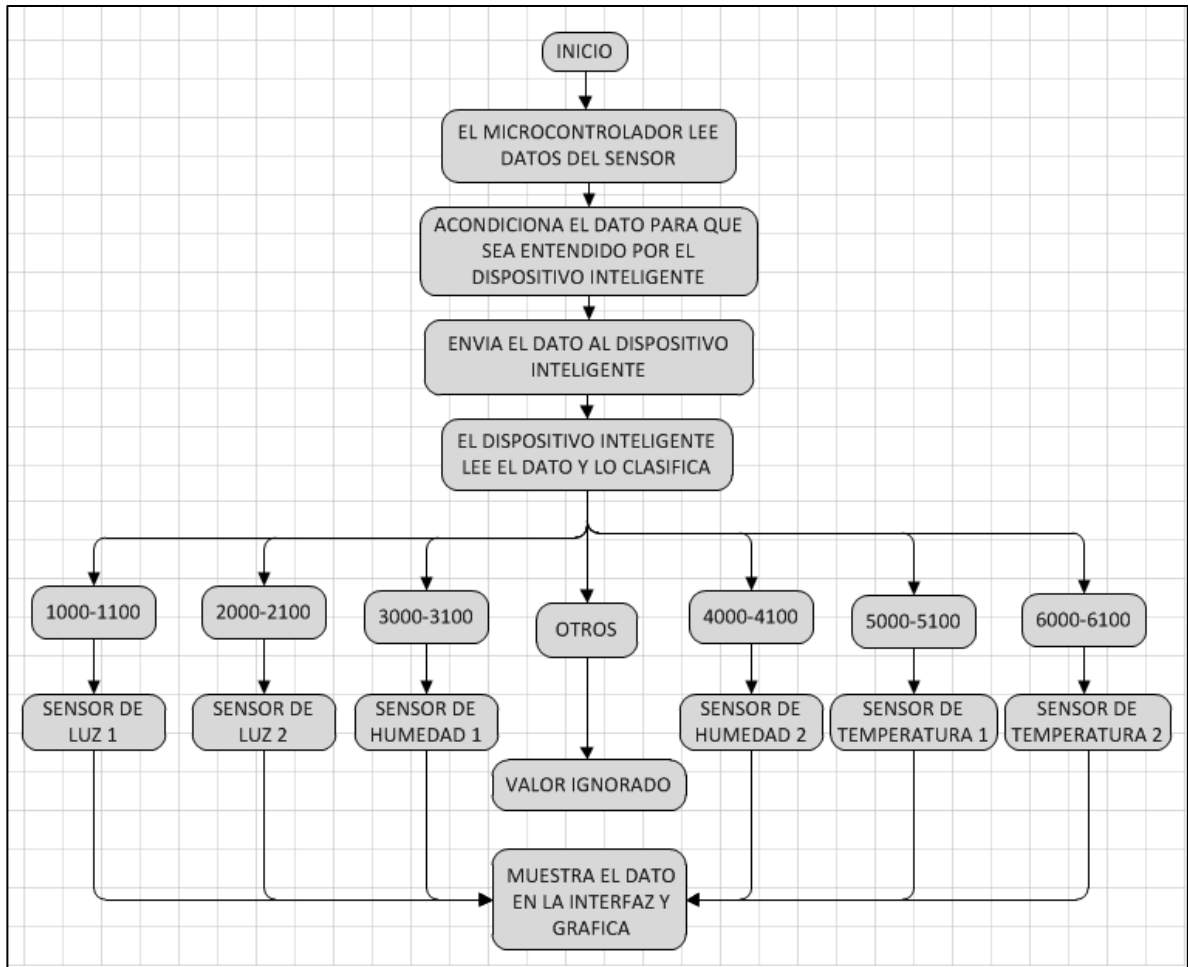 INICIO
EL MICROCONTROLADOR LEE
DATOS DEL SENSOR
ACONDICIONA EL DATO PARA QUE
SEA ENTENDIDO POR EL
DISPOSITIVO INTELIGENTE
ENVIA EL DATO AL DISPOSITIVO
INTELIGENTE
EL DISPOSITIVO INTELIGENTE
LEE EL DATO Y LO CLASIFICA
1000-1100
2000-2100
3000-3100
OTROS
4000-4100
5000-5100
6000-6100
SENSOR DE
LUZ 1
SENSOR DE
LUZ 2
SENSOR DE
HUMEDAD 1
SENSOR DE
HUMEDAD 2
SENSOR DE
TEMPERATURA 1
SENSOR DE
TEMPERATURA 2
VALOR IGNORADO
MUESTRA EL DATO
EN LA INTERFAZ Y
GRAFICA